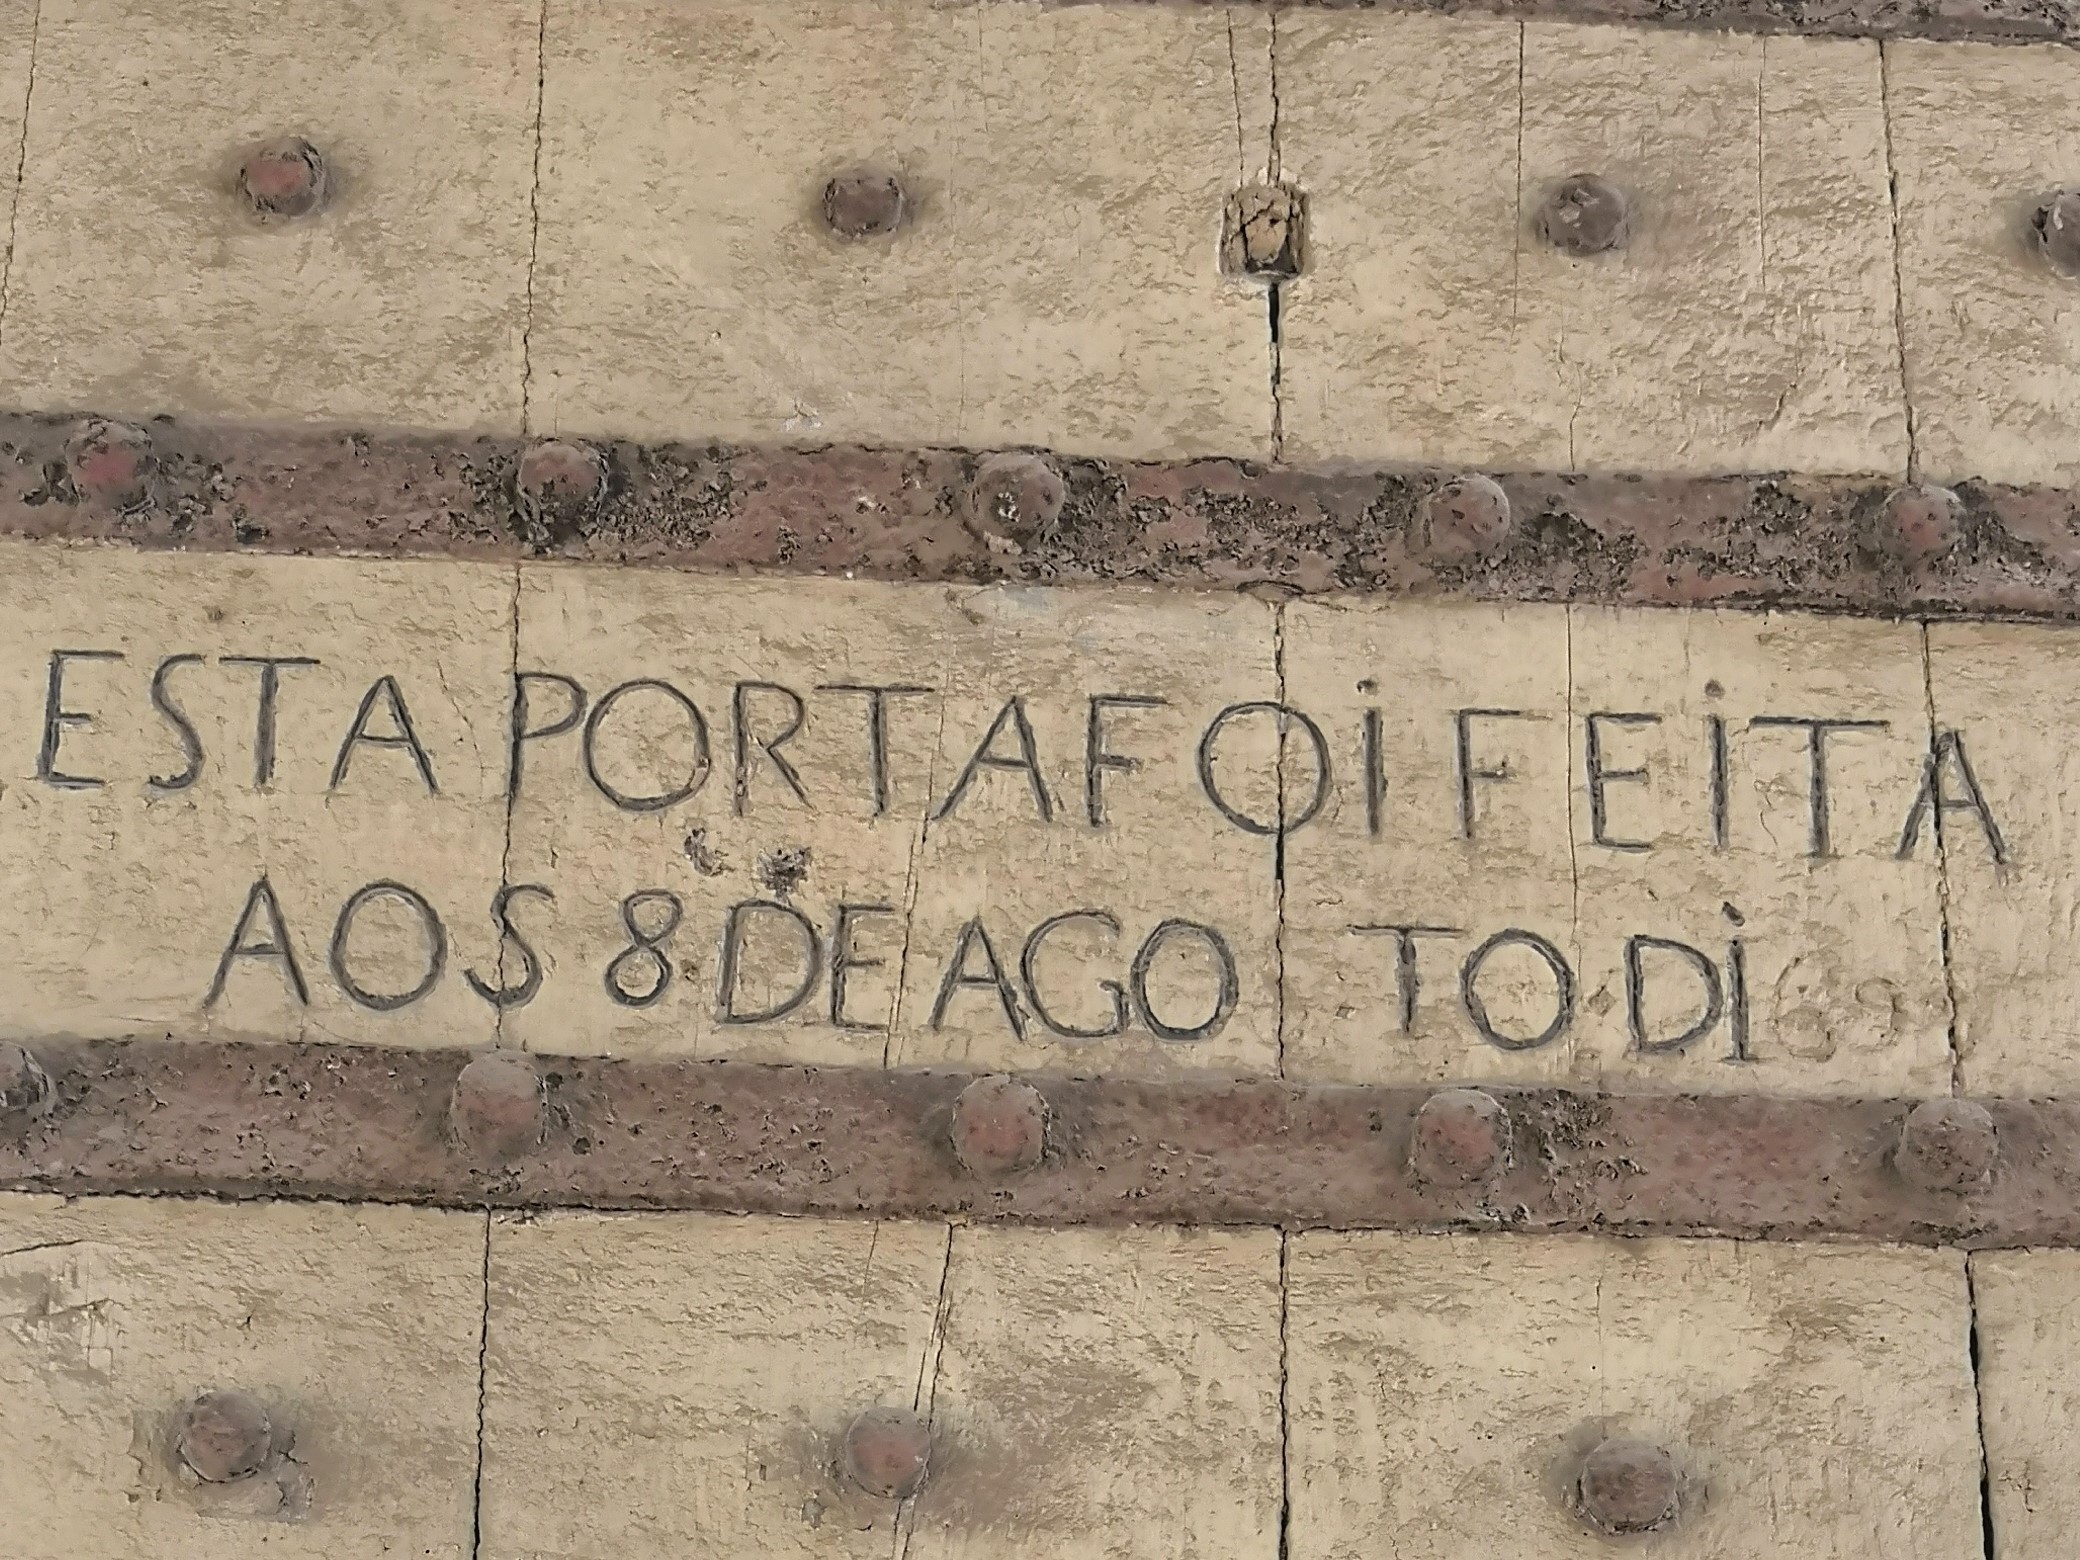 ESTA PORTA FOI FEITA
AOS 8 DE AGO TO DI